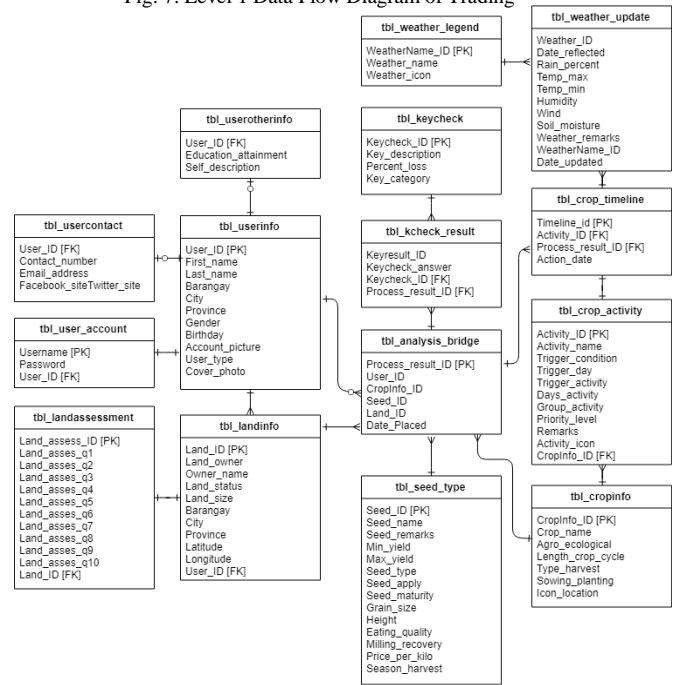 Fig. 7. Level 1 Data Flow Diagram of Trading
tbl_weather_legend
WeatherName_ID [PK]
Weather_name
Weather_icon
tbl_weather_update
Weather_ID
Date_reflected
Rain_percent
Temp_max
Temp_min
Humidity
Wind
Soil_moisture
Weather_remarks
WeatherName_ID
Date_updated
tbl_userotherinfo
User_ID [FK]
Education_attainment
Self_description
tbl_keycheck
Keycheck_ID [PK]
Key_description
Percent_loss
Key_category
tbl_crop_timeline
Timeline_id [PK]
Activity_ID [FK]
Process_result_ID [FK]
Action_date
tbl_usercontact
User_ID [FK]
Contact_number
Email_address
Facebook_siteTwitter_site
tbl_userinfo
User_ID [PK]
First_name
Last_name
Barangay
City
Province
Gender
Birthday
Account_picture
User_type
Cover_photo
tbl_kcheck_result
Keyresult_ID
Keycheck_answer
Keycheck_ID [FK]
Process_result_ID [FK]
tbl_crop_activity
Activity_ID [PK]
Activity_name
Trigger_condition
Trigger_day
Trigger_activity
Days_activity
Group_activity
Priority_level
Remarks
Activity_icon
CropInfo_ID [FK]
tbl_user_account
Username [PK]
Password
User_ID [FK]
tbl_analysis_bridge
Process_result_ID [PK]
User_ID
CropInfo_ID
Seed_ID
Land_ID
Date_Placed
tbl_landassessment
Land_assess_ID [PK]
Land_asses_q1
Land_asses_q2
Land_asses_q3
Land_asses_q4
Land_asses_q5
Land_asses_q6
Land_asses_q7
Land_asses_q8
Land_asses_q9
Land_asses_q10
Land_ID [FK]
tbl_landinfo
Land_ID [PK]
Land_owner
Owner_name
Land_status
Land_size
Barangay
City
Province
Latitude
Longitude
User_ID [FK]
tbl_seed_type
Seed_ID [PK]
Seed_name
Seed_remarks
Min_yield
Max_yield
Seed_type
Seed_apply
Seed_maturity
Grain_size
Height
Eating_quality
Milling_recovery
Price_per_kilo
Season_harvest
tbl_cropinfo
CropInfo_ID [PK]
Crop_name
Agro_ecological
Length_crop_cycle
Type_harvest
Sowing_planting
Icon_location